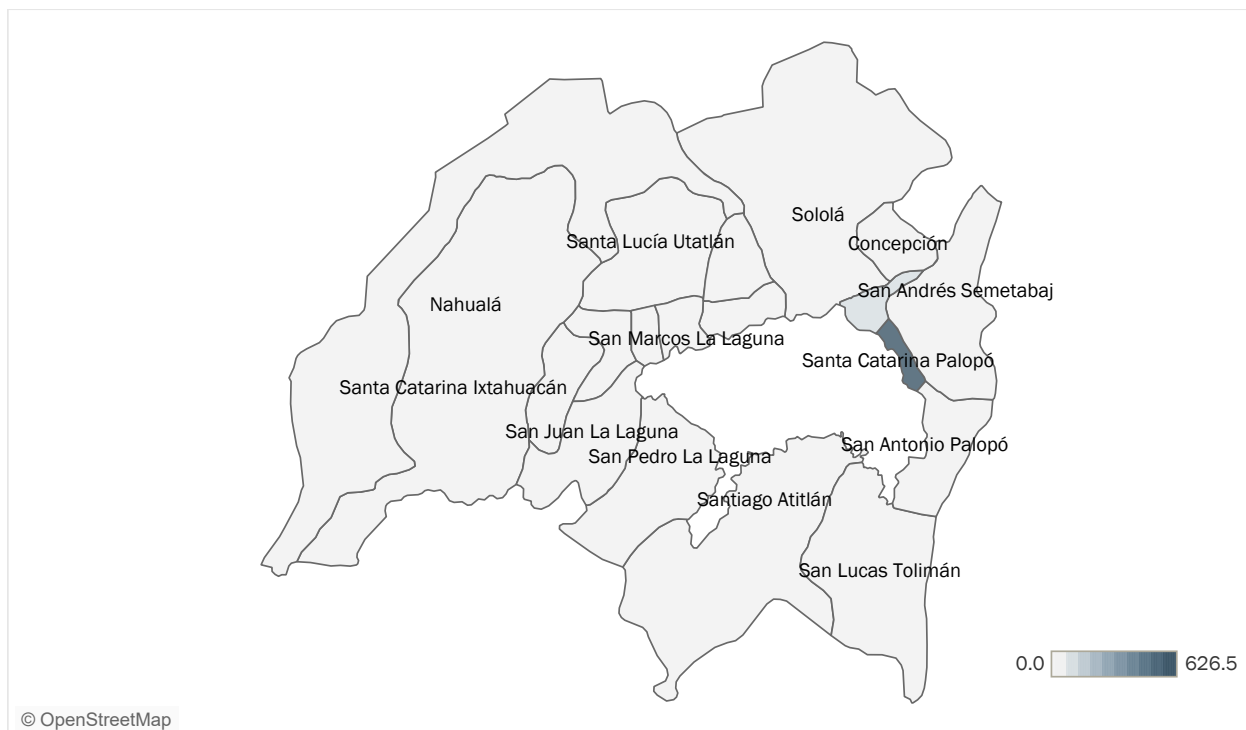 Sololá
Santa Lucía Utatlán
Concepción
San Andrés Semetabaj
Nahualá
San Marcos La Laguna
Santa Catarina Palopó
Santa Catarina Ixtahuacán
San Juan La Laguna
San Antonio Palopó
San Pedro La Laguna
Santiago Atitlán
San Lucas Tolimán
0.0 626.5
© OpenStreetMap